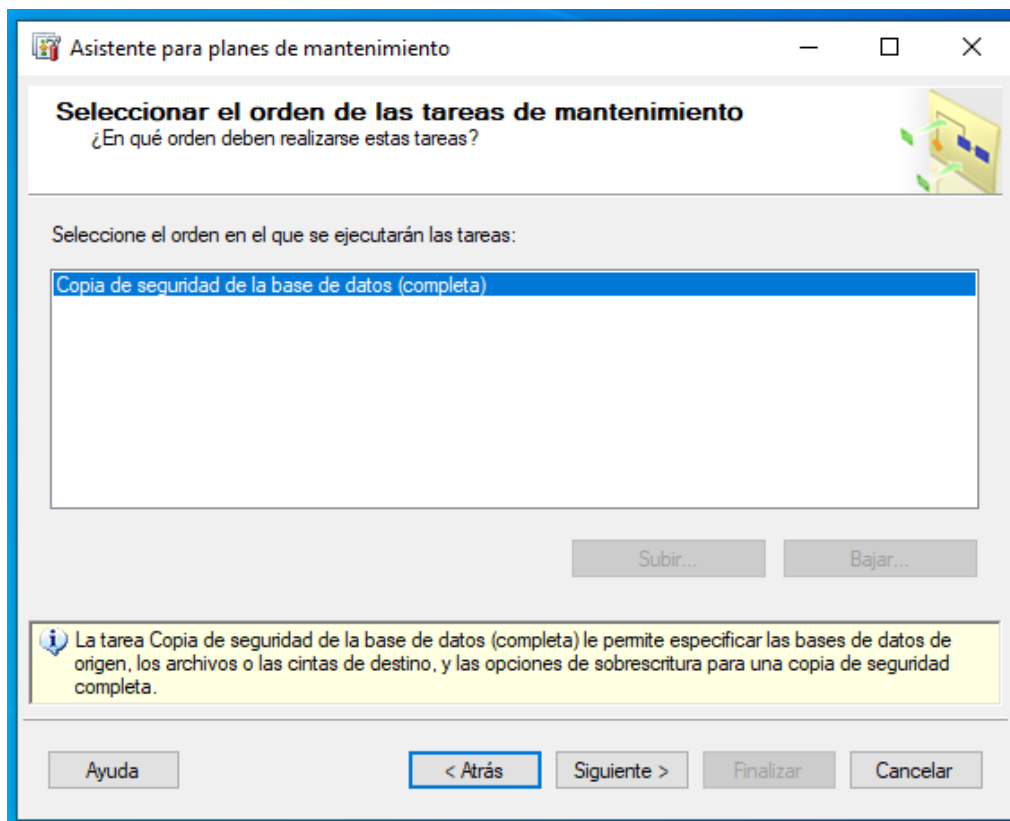 Asistente para planes de mantenimiento
Seleccionar el orden de las tareas de mantenimiento
¿En qué orden deben realizarse estas tareas?
Seleccione el orden en el que se ejecutarán las tareas:
Copia de seguridad de la base de datos (completa)
Subir... Bajar...
La tarea Copia de seguridad de la base de datos (completa) le permite especificar las bases de datos de
origen, los archivos o las cintas de destino, y las opciones de sobrescritura para una copia de seguridad
completa.
Ayuda < Atrás Siguiente > Finalizar Cancelar